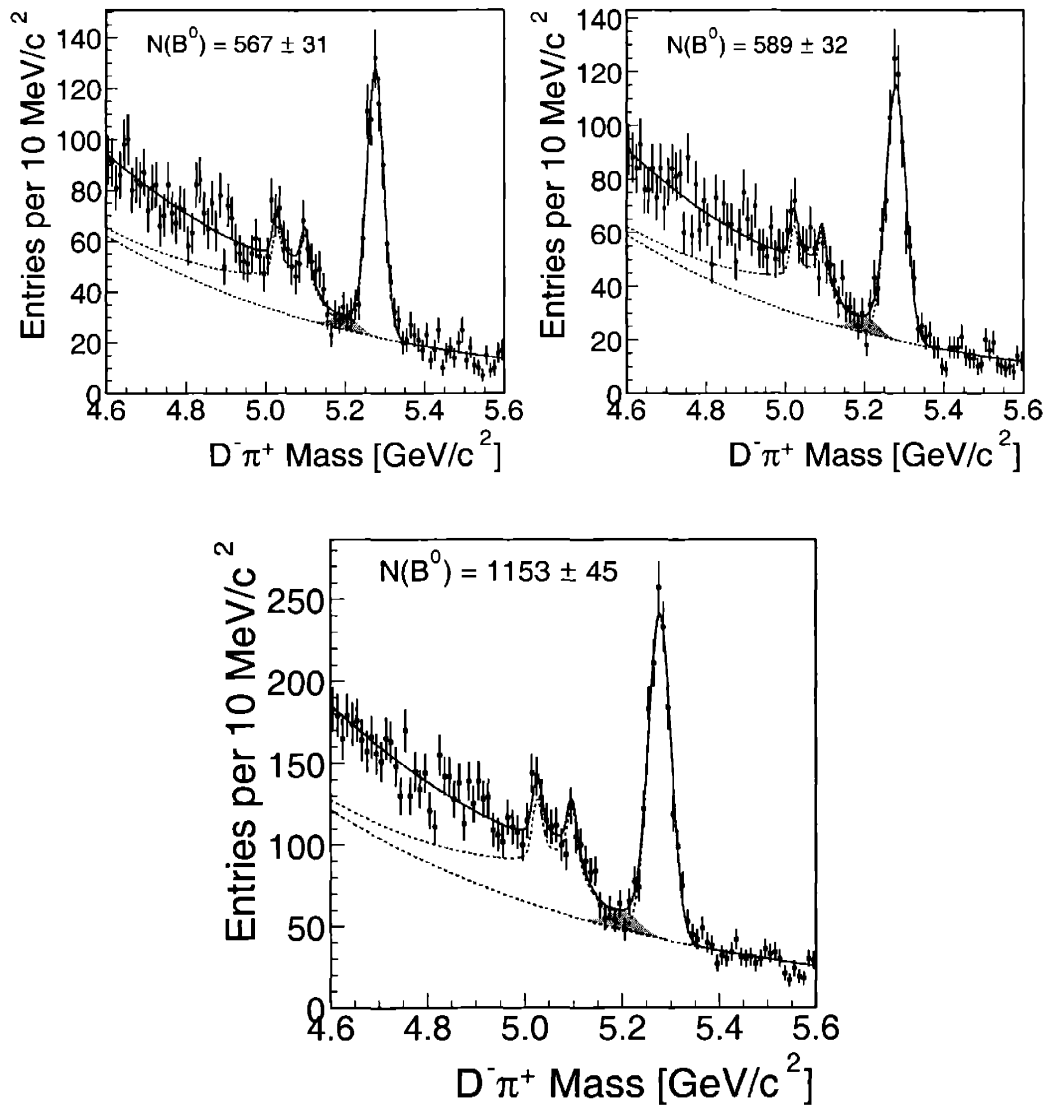 N(B⁰) = 567 ± 31
Entries per 10 MeV/c²
140
120
100
80
60
40
20
0
4.6 4.8 5.0 5.2 5.4 5.6
D⁻π⁺ Mass [GeV/c²]
N(B⁰) = 589 ± 32
Entries per 10 MeV/c²
140
120
100
80
60
40
20
0
4.6 4.8 5.0 5.2 5.4 5.6
D⁻π⁺ Mass [GeV/c²]
N(B⁰) = 1153 ± 45
Entries per 10 MeV/c²
250
200
150
100
50
0
4.6 4.8 5.0 5.2 5.4 5.6
D⁻π⁺ Mass [GeV/c²]